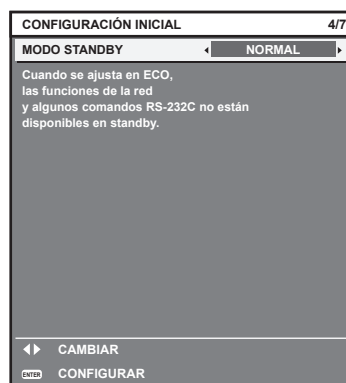 CONFIGURACIÓN INICIAL 4/7
MODO STANDBY NORMAL
Cuando se ajusta en ECO,
las funciones de la red
y algunos comandos RS-232C no están
disponibles en standby.
CAMBIAR
ENTER CONFIGURAR